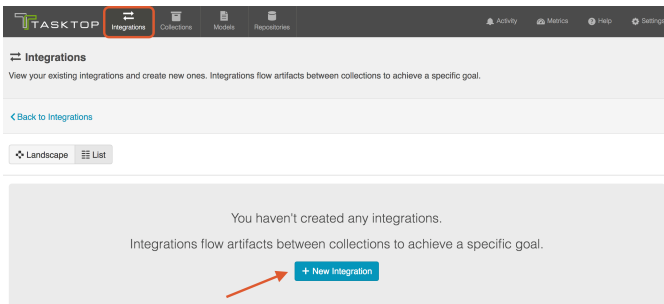 TASKTOP Integrations Collections Models Repositories Activity Metrics Help Settings
Integrations
View your existing integrations and create new ones. Integrations flow artifacts between collections to achieve a specific goal.
Back to Integrations
Landscape List
You haven't created any integrations.
Integrations flow artifacts between collections to achieve a specific goal.
+ New Integration